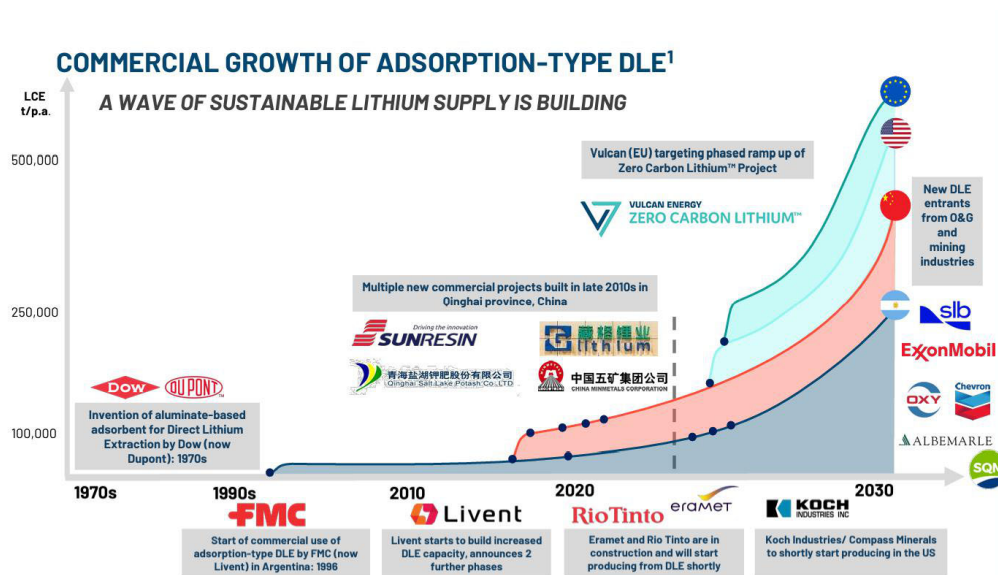 COMMERCIAL GROWTH OF ADSORPTION-TYPE DLE¹
A WAVE OF SUSTAINABLE LITHIUM SUPPLY IS BUILDING
LCE
t/p.a.
500,000
250,000
100,000
Vulcan (EU) targeting phased ramp up of
Zero Carbon Lithium™ Project
VULCAN ENERGY
ZERO CARBON LITHIUM™
New DLE
entrants
from O&G
and
mining
industries
Multiple new commercial projects built in late 2010s in
Qinghai province, China
Driving the innovation
SUNRESIN
藏格锂业
lithium
青海盐湖钾肥股份有限公司
Qinghai Salt Lake Potash Co.,LTD
中国五矿集团公司
CHINA MINMETALS CORPORATION
slb
ExxonMobil
OXY
Chevron
ALBEMARLE
SQM
DOW
DUPONT
Invention of aluminate-based
adsorbent for Direct Lithium
Extraction by Dow (now
Dupont): 1970s
1970s
1990s
2010
2020
2030
FMC
Livent
RioTinto
eRAMeT
KOCH
INDUSTRIES INC
Start of commercial use of
adsorption-type DLE by FMC (now
Livent) in Argentina: 1996
Livent starts to build increased
DLE capacity, announces 2
further phases
Eramet and Rio Tinto are in
construction and will start
producing from DLE shortly
Koch Industries/ Compass Minerals
to shortly start producing in the US